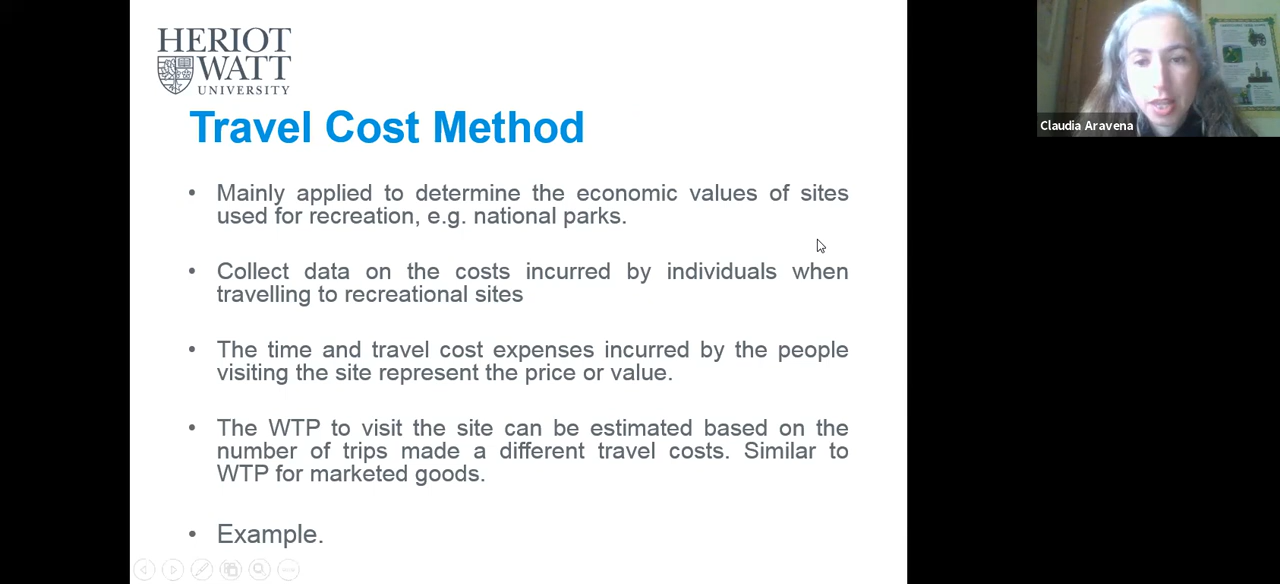 HERIOT
WATT
UNIVERSITY
Travel Cost Method
• Mainly applied to determine the economic values of sites
used for recreation, e.g. national parks.
• Collect data on the costs incurred by individuals when
travelling to recreational sites
• The time and travel cost expenses incurred by the people
visiting the site represent the price or value.
• The WTP to visit the site can be estimated based on the
number of trips made a different travel costs. Similar to
WTP for marketed goods.
• Example.
Claudia Aravena